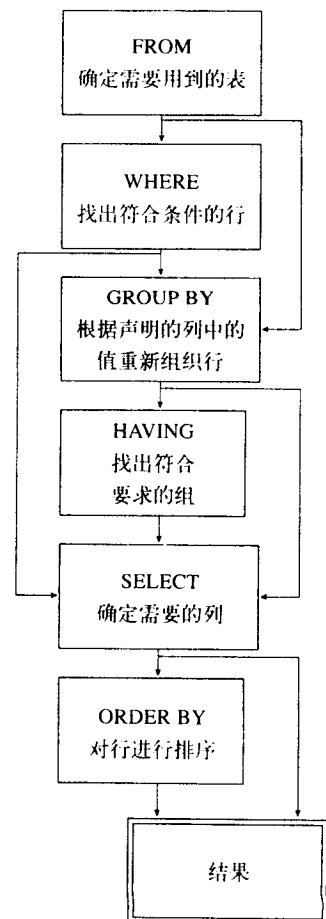 FROM
确定需要用到的表
WHERE
找出符合条件的行
GROUP BY
根据声明的列中的
值重新组织行
HAVING
找出符合
要求的组
SELECT
确定需要的列
ORDER BY
对行进行排序
结果